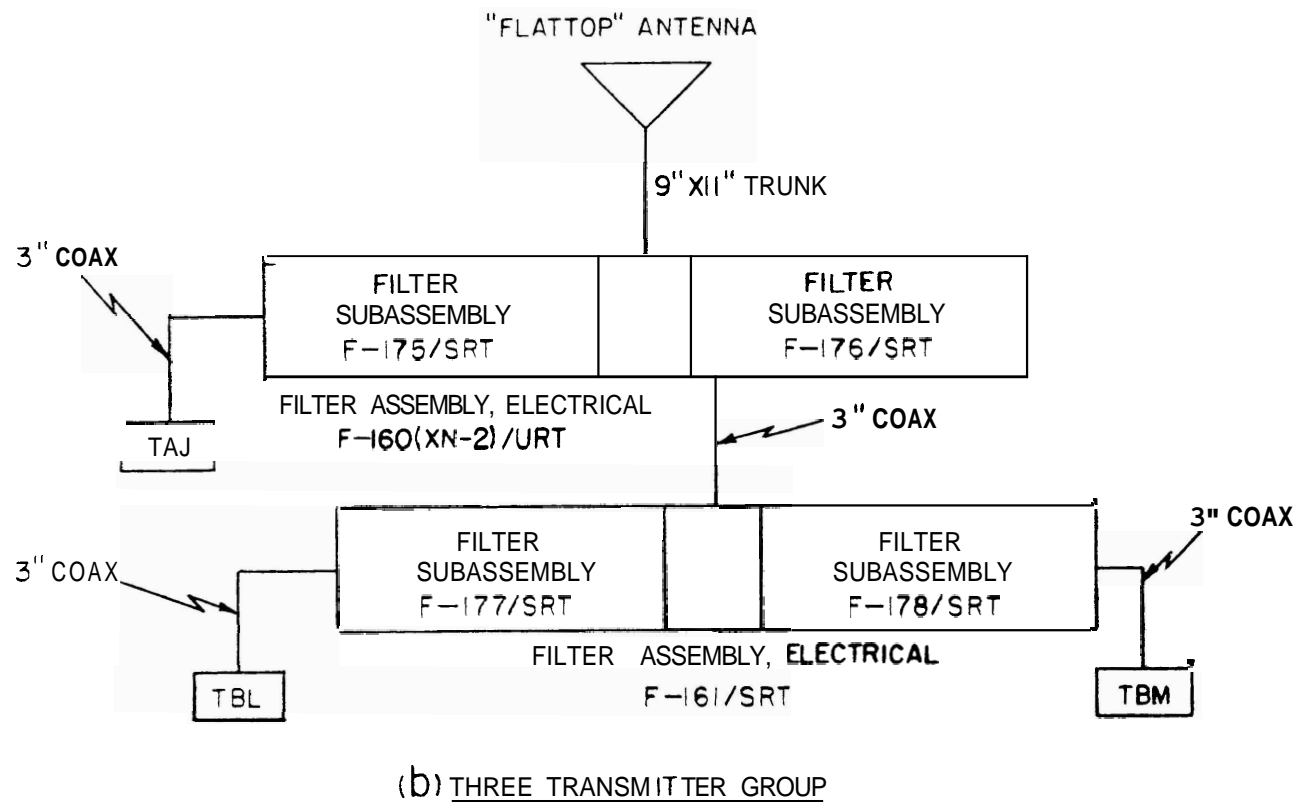 "FLATTOP" ANTENNA
9"X11" TRUNK
3" COAX
FILTER
SUBASSEMBLY
F-175/SRT
FILTER
SUBASSEMBLY
F-176/SRT
FILTER ASSEMBLY, ELECTRICAL
F-160(XN-2)/URT
3" COAX
TAJ
3" COAX
FILTER
SUBASSEMBLY
F-177/SRT
FILTER
SUBASSEMBLY
F-178/SRT
3" COAX
FILTER ASSEMBLY, ELECTRICAL
F-161/SRT
TBL
TBM
(b) THREE TRANSMITTER GROUP